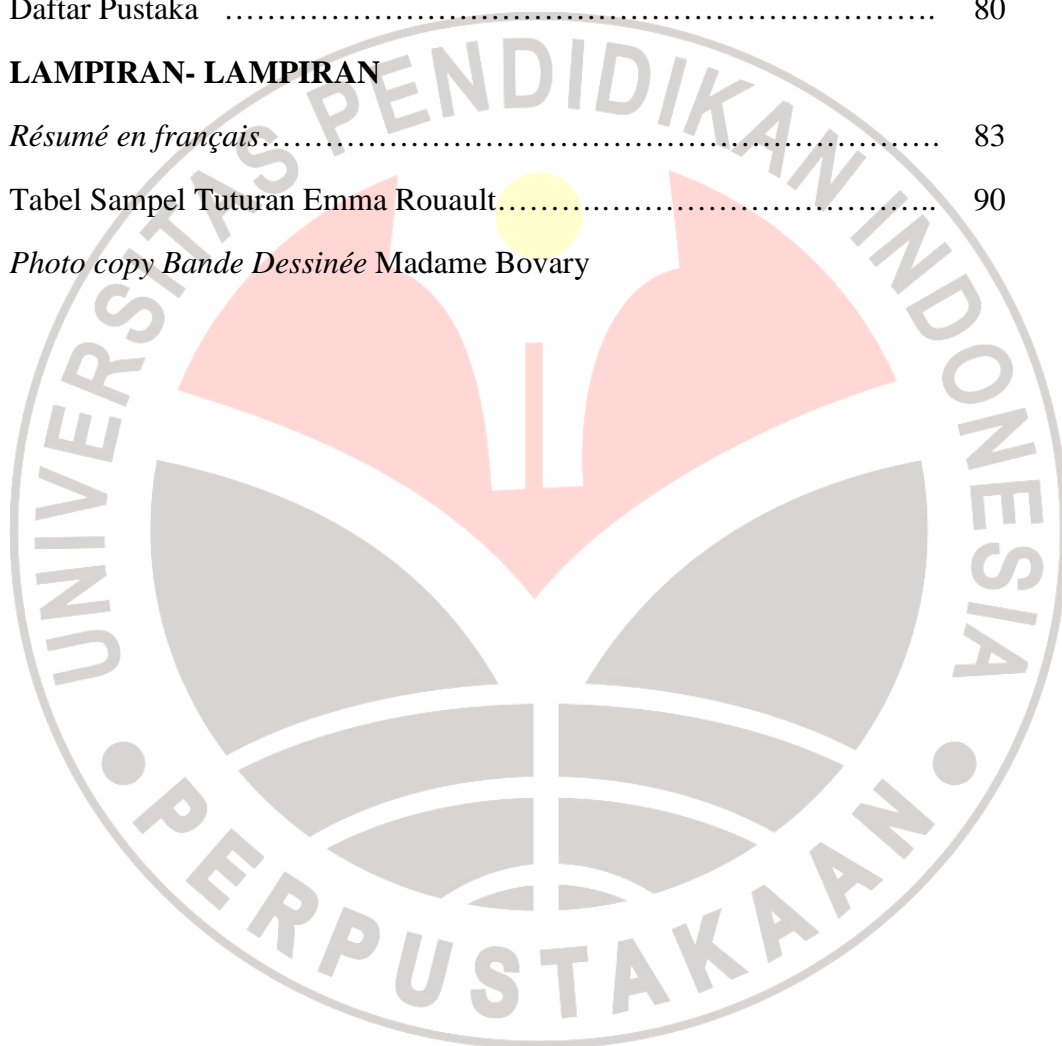 Daftar Pustaka ……………………………………………………………. 80
LAMPIRAN- LAMPIRAN
Résumé en français…………………………………………………………. 83
Tabel Sampel Tuturan Emma Rouault……….………………………….. 90
Photo copy Bande Dessinée Madame Bovary
UNIVERSITAS PENDIDIKAN INDONESIA
PERPUSTAKAAN